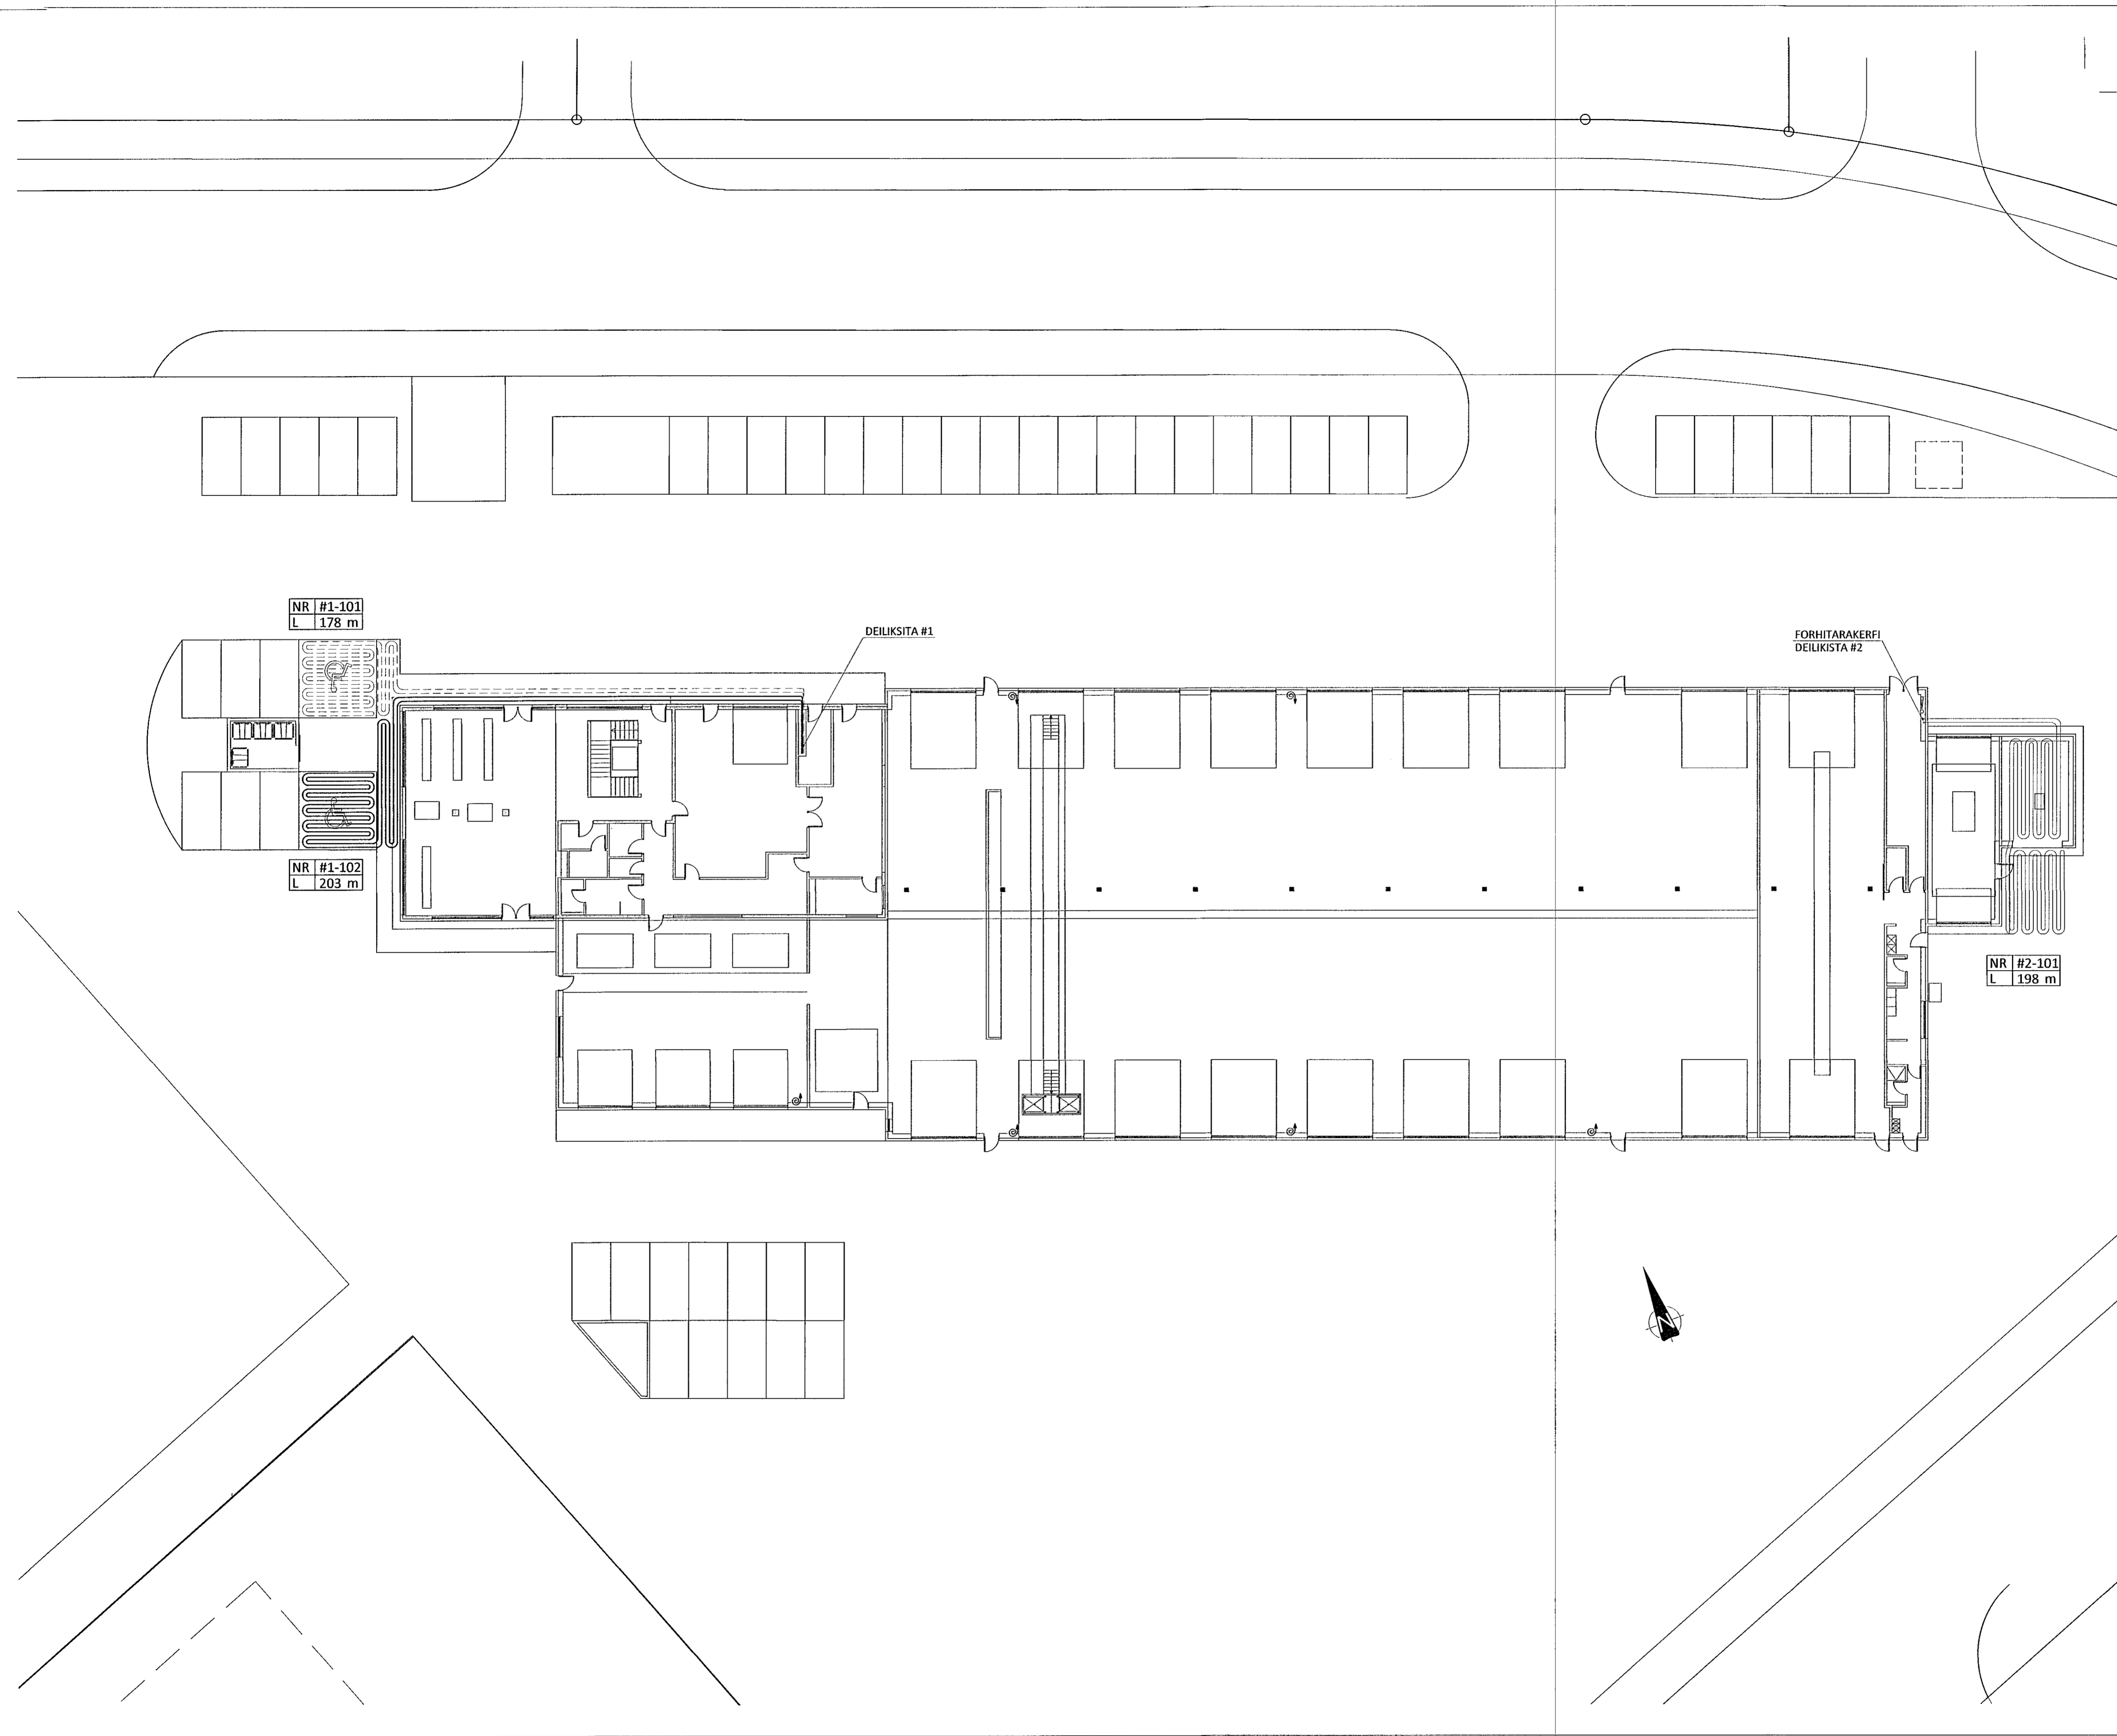 NR #1-101
L 178 m
DEILIKSITA #1
FORHITARAKERFI
DEILIKISTA #2
NR #1-102
L 203 m
NR #2-101
L 198 m
N